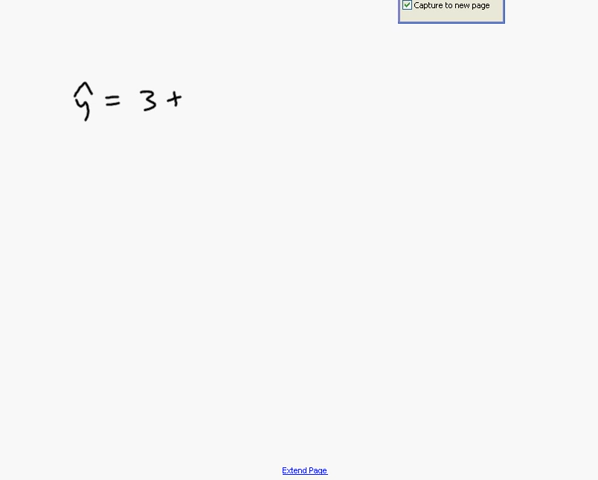 Capture to new page
ŷ = 3 +
Extend Page